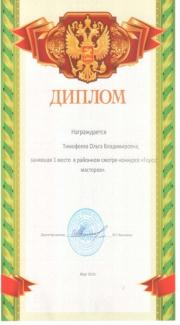 ДИПЛОМ
Награждается
Тимофеева Ольга Владимировна,
занявшая 1 место в районном смотре-конкурсе «Город
мастеров».